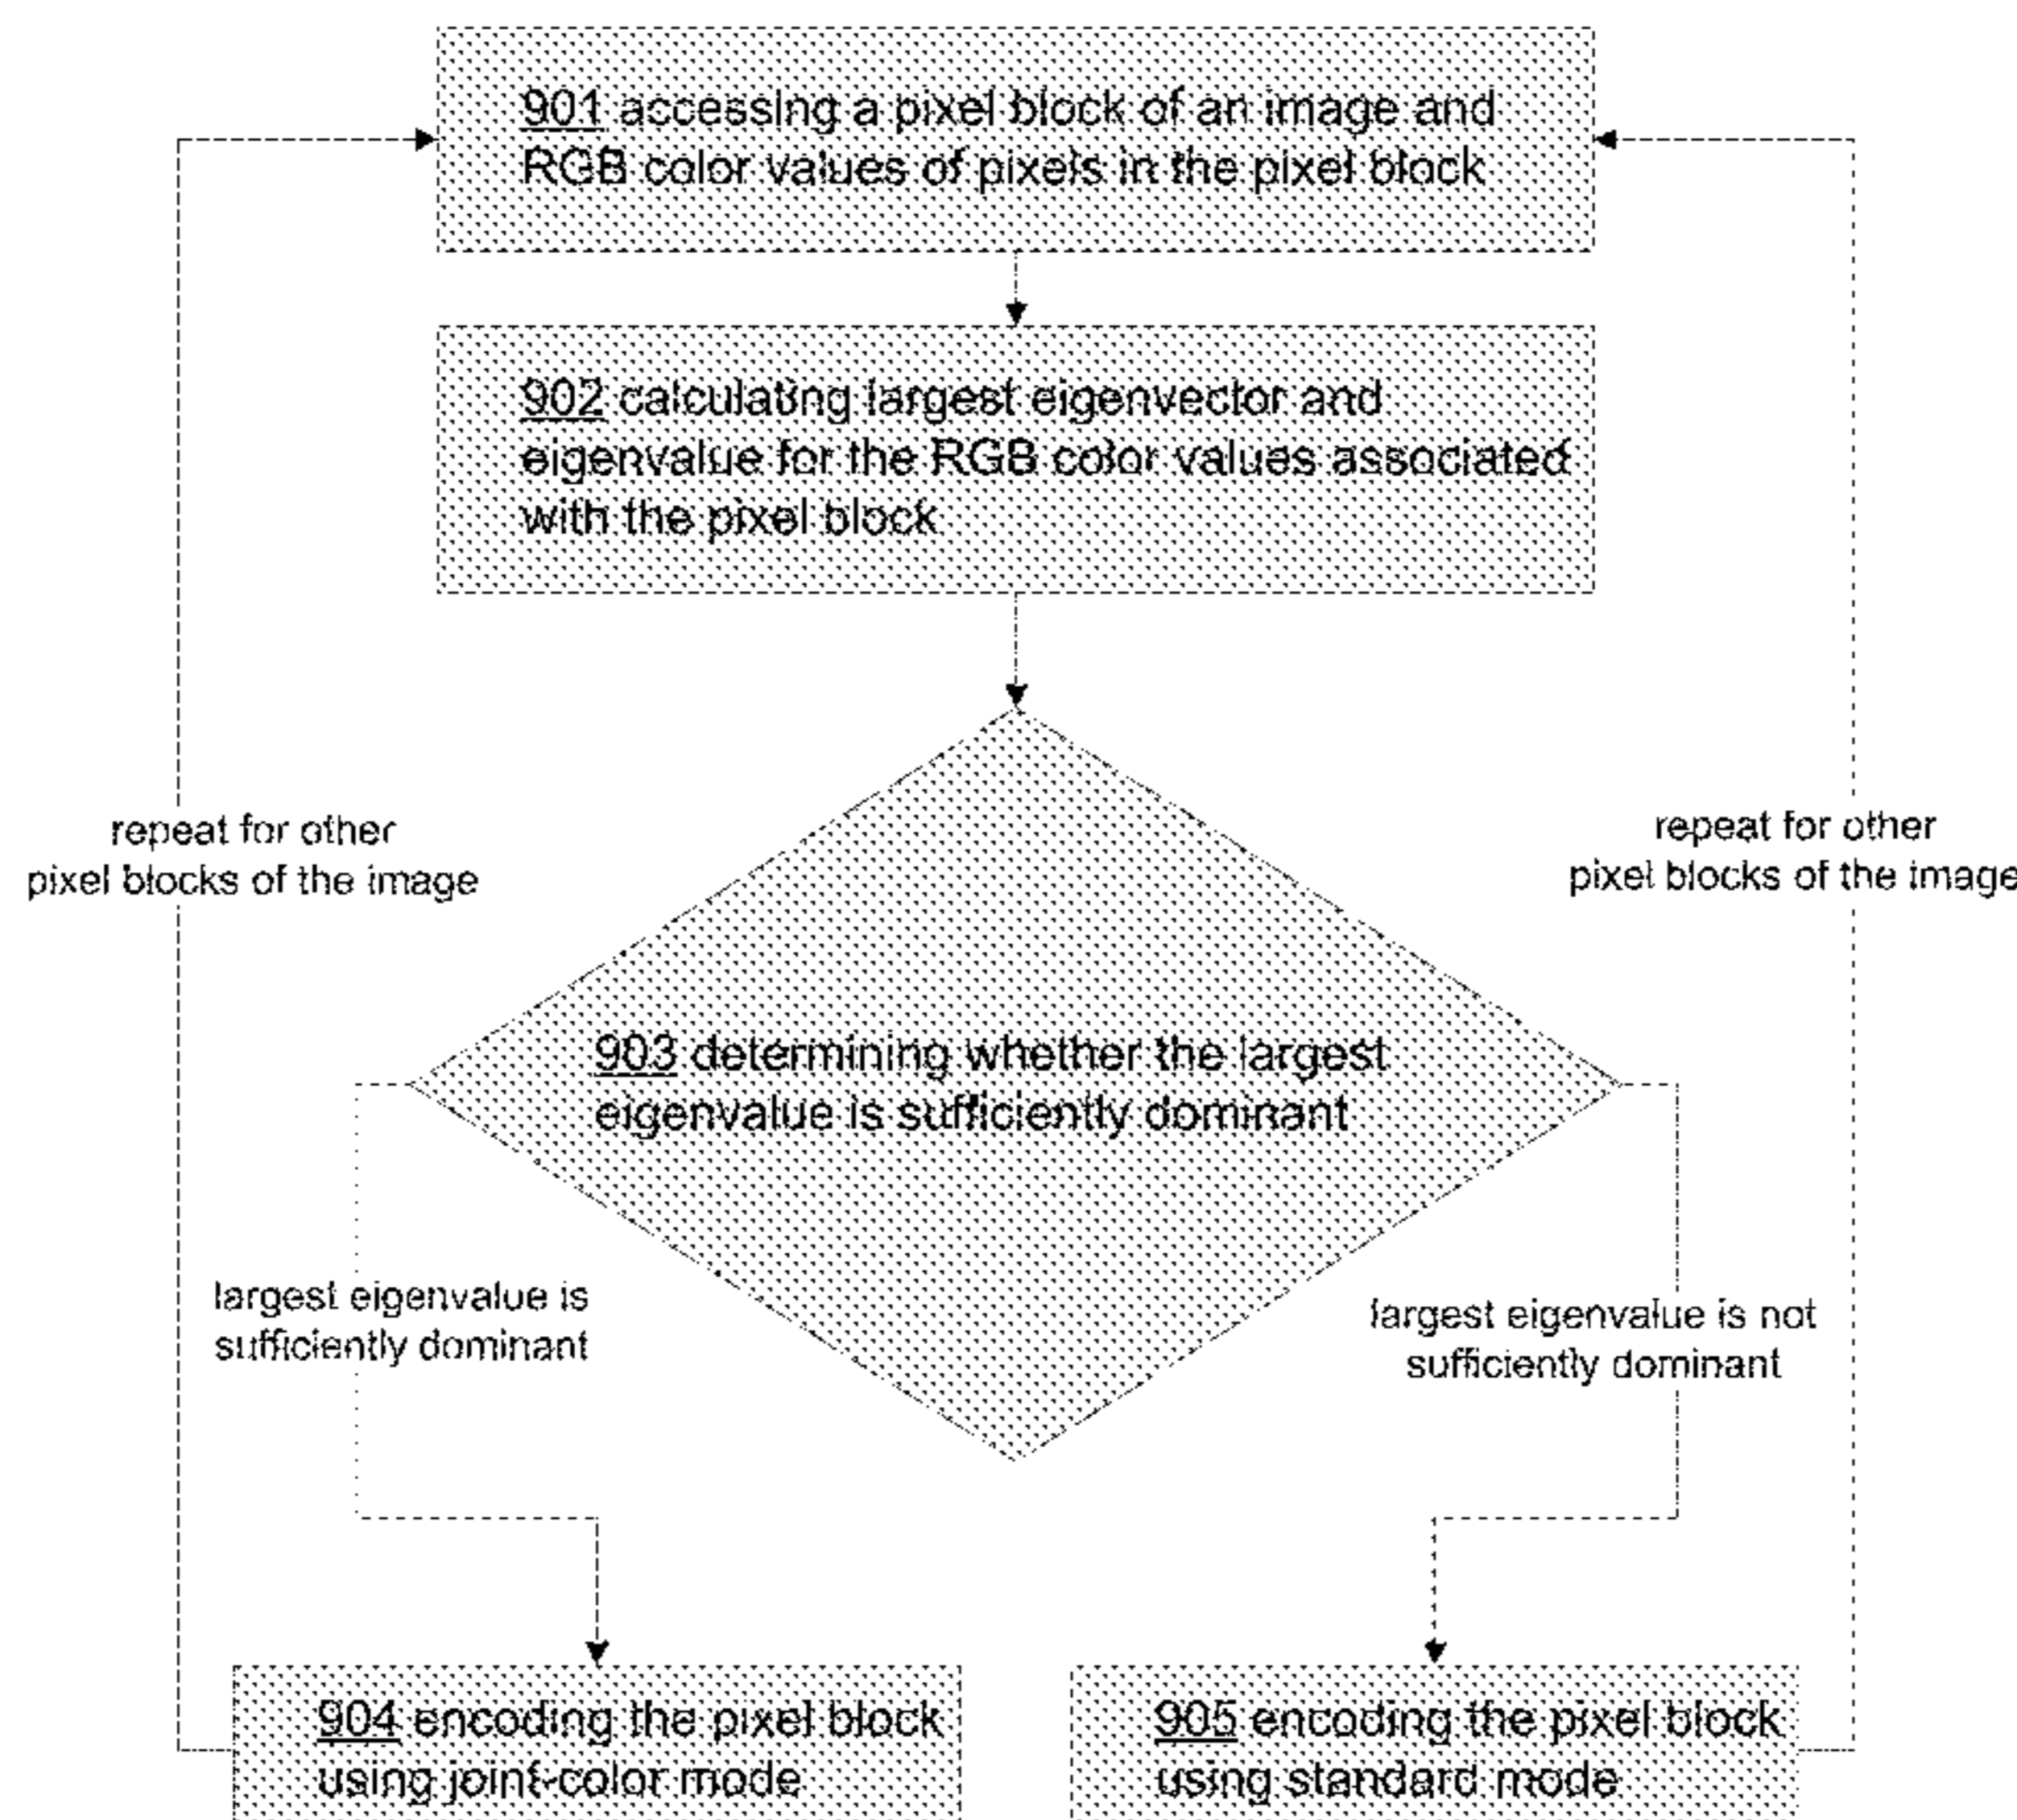 901 accessing a pixel block of an image and
RGB color values of pixels in the pixel block
902 calculating largest eigenvector and
eigenvalue for the RGB color values associated
with the pixel block
repeat for other
pixel blocks of the image
repeat for other
pixel blocks of the image
903 determining whether the largest
eigenvalue is sufficiently dominant
largest eigenvalue is
sufficiently dominant
largest eigenvalue is not
sufficiently dominant
904 encoding the pixel block
using joint-color mode
905 encoding the pixel block
using standard mode